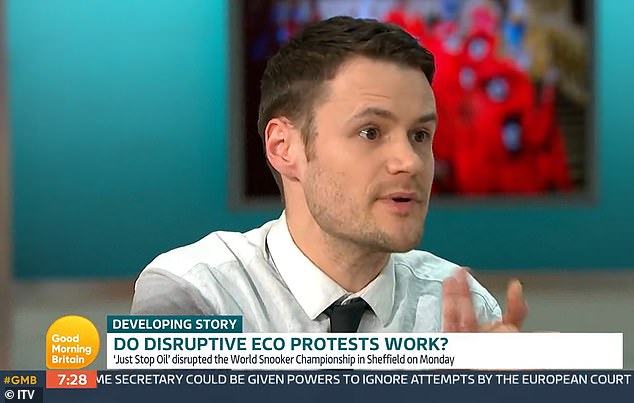 DEVELOPING STORY
Good
Morning
Britain
DO DISRUPTIVE ECO PROTESTS WORK?
'Just Stop Oil' disrupted the World Snooker Championship in Sheffield on Monday
#GMB
7:28
ME SECRETARY COULD BE GIVEN POWERS TO IGNORE ATTEMPTS BY THE EUROPEAN COURT
© ITV